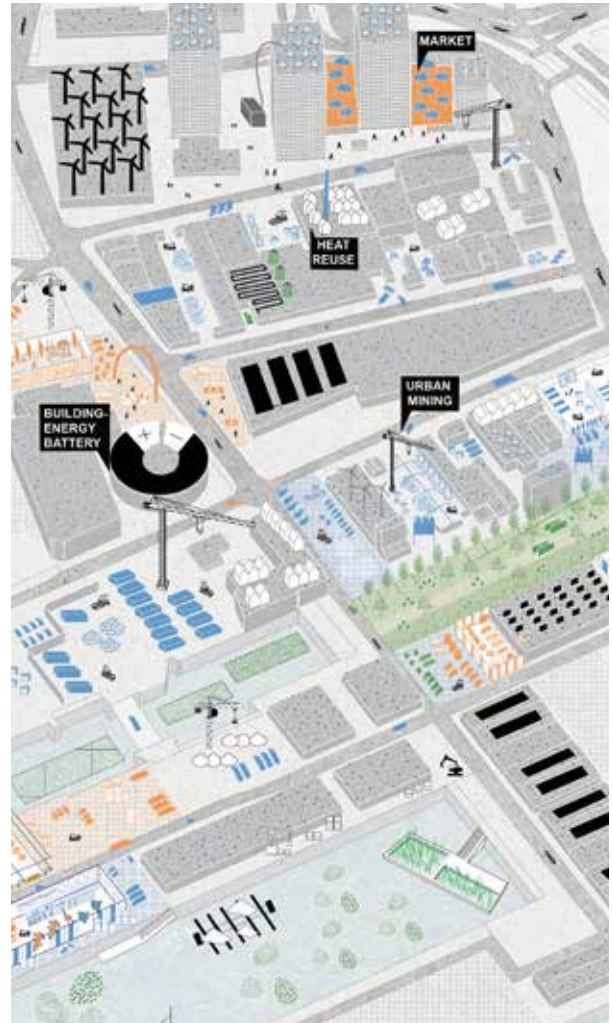 MARKET
HEAT
REUSE
BUILDING-
ENERGY
BATTERY
+ −
URBAN
MINING